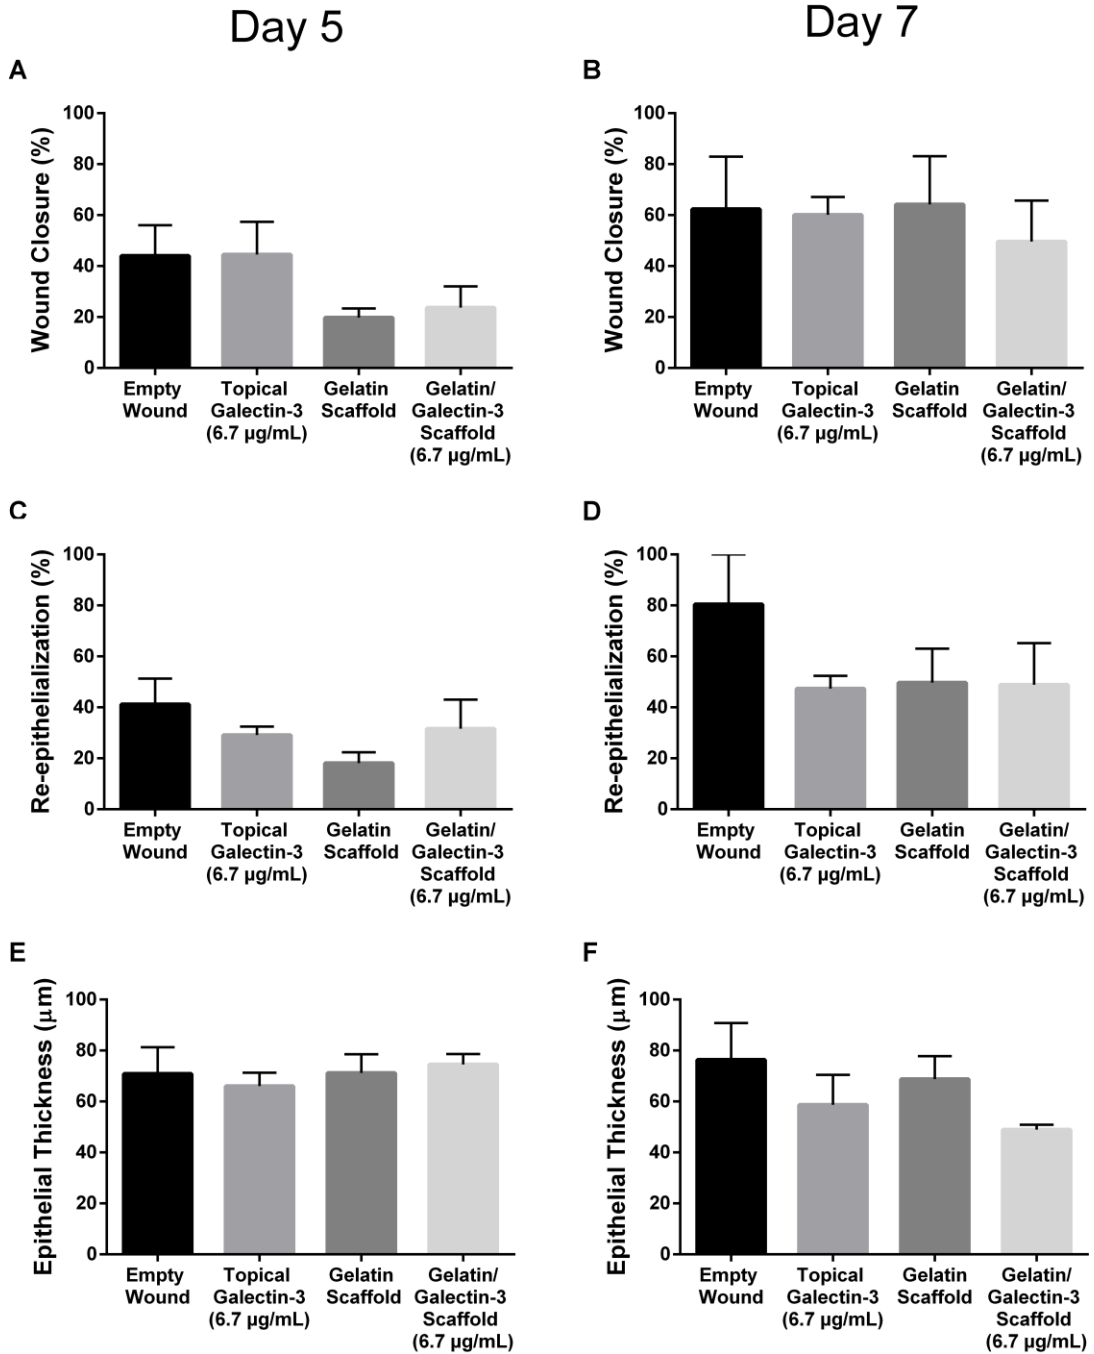 Day 5
Day 7
A
Wound Closure (%)
100
80
60
40
20
0
Empty
Wound
Topical
Galectin-3
(6.7 µg/mL)
Gelatin
Scaffold
Gelatin/
Galectin-3
Scaffold
(6.7 µg/mL)
B
Wound Closure (%)
100
80
60
40
20
0
Empty
Wound
Topical
Galectin-3
(6.7 µg/mL)
Gelatin
Scaffold
Gelatin/
Galectin-3
Scaffold
(6.7 µg/mL)
C
Re-epithelialization (%)
100
80
60
40
20
0
Empty
Wound
Topical
Galectin-3
(6.7 µg/mL)
Gelatin
Scaffold
Gelatin/
Galectin-3
Scaffold
(6.7 µg/mL)
D
Re-epithelialization (%)
100
80
60
40
20
0
Empty
Wound
Topical
Galectin-3
(6.7 µg/mL)
Gelatin
Scaffold
Gelatin/
Galectin-3
Scaffold
(6.7 µg/mL)
E
Epithelial Thickness (µm)
100
80
60
40
20
0
Empty
Wound
Topical
Galectin-3
(6.7 µg/mL)
Gelatin
Scaffold
Gelatin/
Galectin-3
Scaffold
(6.7 µg/mL)
F
Epithelial Thickness (µm)
100
80
60
40
20
0
Empty
Wound
Topical
Galectin-3
(6.7 µg/mL)
Gelatin
Scaffold
Gelatin/
Galectin-3
Scaffold
(6.7 µg/mL)